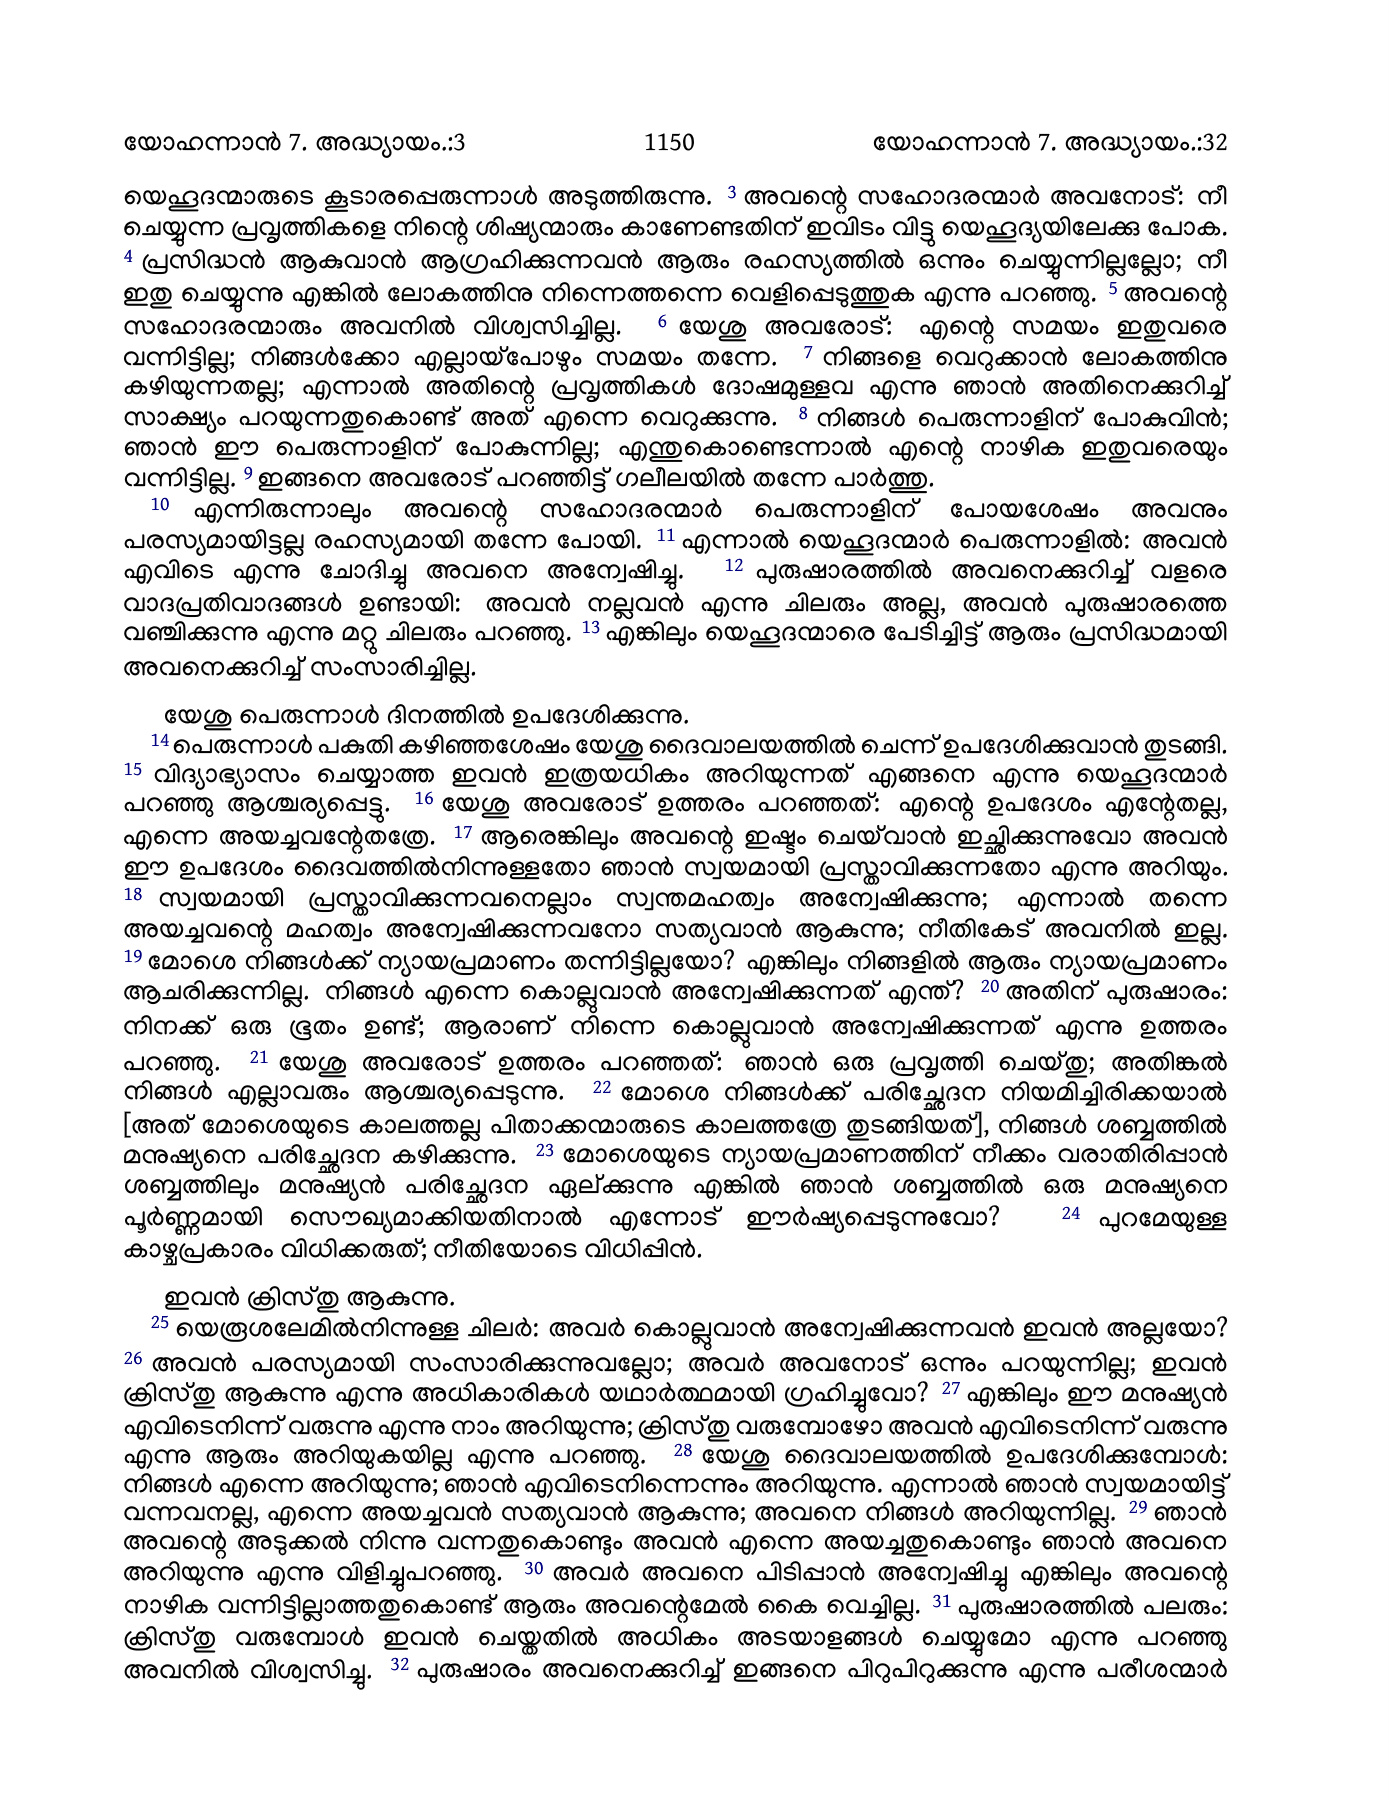 യോഹന്നാൻ 7. അദ്ധ്യായം.:3 1150 യോഹന്നാൻ 7. അദ്ധ്യായം.:32
യെഹൂദന്മാരുടെ കൂടാരപ്പെരുന്നാൾ അടുത്തിരുന്നു. 3 അവന്റെ സഹോദരന്മാർ അവനോട്: നീ
ചെയ്യുന്ന പ്രവൃത്തികളെ നിന്റെ ശിഷ്യന്മാരും കാണേണ്ടതിന് ഇവിടം വിട്ടു യെഹൂദ്യയിലേക്കു പോക.
4 പ്രസിദ്ധൻ ആകുവാൻ ആഗ്രഹിക്കുന്നവൻ ആരും രഹസ്യത്തിൽ ഒന്നും ചെയ്യുന്നില്ലല്ലോ; നീ
ഇതു ചെയ്യുന്നു എങ്കിൽ ലോകത്തിനു നിന്നെത്തന്നെ വെളിപ്പെടുത്തുക എന്നു പറഞ്ഞു. 5 അവന്റെ
സഹോദരന്മാരും അവനിൽ വിശ്വസിച്ചില്ല. 6 യേശു അവരോട്: എന്റെ സമയം ഇതുവരെ
വന്നിട്ടില്ല; നിങ്ങൾക്കോ എല്ലായ്പോഴും സമയം തന്നേ. 7 നിങ്ങളെ വെറുക്കാൻ ലോകത്തിനു
കഴിയുന്നതല്ല; എന്നാൽ അതിന്റെ പ്രവൃത്തികൾ ദോഷമുള്ളവ എന്നു ഞാൻ അതിനെക്കുറിച്ച്
സാക്ഷ്യം പറയുന്നതുകൊണ്ട് അത് എന്നെ വെറുക്കുന്നു. 8 നിങ്ങൾ പെരുന്നാളിന് പോകുവിൻ;
ഞാൻ ഈ പെരുന്നാളിന് പോകുന്നില്ല; എന്തുകൊണ്ടെന്നാൽ എന്റെ നാഴിക ഇതുവരെയും
വന്നിട്ടില്ല. 9 ഇങ്ങനെ അവരോട് പറഞ്ഞിട്ട് ഗലീലയിൽ തന്നേ പാർത്തു.
10 എന്നിരുന്നാലും അവന്റെ സഹോദരന്മാർ പെരുന്നാളിന് പോയശേഷം അവനും
പരസ്യമായിട്ടല്ല രഹസ്യമായി തന്നേ പോയി. 11 എന്നാൽ യെഹൂദന്മാർ പെരുന്നാളിൽ: അവൻ
എവിടെ എന്നു ചോദിച്ചു അവനെ അന്വേഷിച്ചു. 12 പുരുഷാരത്തിൽ അവനെക്കുറിച്ച് വളരെ
വാദപ്രതിവാദങ്ങൾ ഉണ്ടായി: അവൻ നല്ലവൻ എന്നു ചിലരും അല്ല, അവൻ പുരുഷാരത്തെ
വഞ്ചിക്കുന്നു എന്നു മറ്റു ചിലരും പറഞ്ഞു. 13 എങ്കിലും യെഹൂദന്മാരെ പേടിച്ചിട്ട് ആരും പ്രസിദ്ധമായി
അവനെക്കുറിച്ച് സംസാരിച്ചില്ല.
യേശു പെരുന്നാൾ ദിനത്തിൽ ഉപദേശിക്കുന്നു.
14 പെരുന്നാൾ പകുതി കഴിഞ്ഞശേഷം യേശു ദൈവാലയത്തിൽ ചെന്ന് ഉപദേശിക്കുവാൻ തുടങ്ങി.
15 വിദ്യാഭ്യാസം ചെയ്യാത്ത ഇവൻ ഇത്രയധികം അറിയുന്നത് എങ്ങനെ എന്നു യെഹൂദന്മാർ
പറഞ്ഞു ആശ്ചര്യപ്പെട്ടു. 16 യേശു അവരോട് ഉത്തരം പറഞ്ഞത്: എന്റെ ഉപദേശം എന്റേതല്ല,
എന്നെ അയച്ചവന്റേതത്രേ. 17 ആരെങ്കിലും അവന്റെ ഇഷ്ടം ചെയ്‌വാൻ ഇച്ഛിക്കുന്നുവോ അവൻ
ഈ ഉപദേശം ദൈവത്തിൽനിന്നുള്ളതോ ഞാൻ സ്വയമായി പ്രസ്താവിക്കുന്നതോ എന്നു അറിയും.
18 സ്വയമായി പ്രസ്താവിക്കുന്നവനെല്ലാം സ്വന്തമഹത്വം അന്വേഷിക്കുന്നു; എന്നാൽ തന്നെ
അയച്ചവന്റെ മഹത്വം അന്വേഷിക്കുന്നവനോ സത്യവാൻ ആകുന്നു; നീതികേട് അവനിൽ ഇല്ല.
19 മോശെ നിങ്ങൾക്ക് ന്യായപ്രമാണം തന്നിട്ടില്ലയോ? എങ്കിലും നിങ്ങളിൽ ആരും ന്യായപ്രമാണം
ആചരിക്കുന്നില്ല. നിങ്ങൾ എന്നെ കൊല്ലുവാൻ അന്വേഷിക്കുന്നത് എന്ത്? 20 അതിന് പുരുഷാരം:
നിനക്ക് ഒരു ഭൂതം ഉണ്ട്; ആരാണ് നിന്നെ കൊല്ലുവാൻ അന്വേഷിക്കുന്നത് എന്നു ഉത്തരം
പറഞ്ഞു. 21 യേശു അവരോട് ഉത്തരം പറഞ്ഞത്: ഞാൻ ഒരു പ്രവൃത്തി ചെയ്തു; അതിങ്കൽ
നിങ്ങൾ എല്ലാവരും ആശ്ചര്യപ്പെടുന്നു. 22 മോശെ നിങ്ങൾക്ക് പരിച്ഛേദന നിയമിച്ചിരിക്കയാൽ
[അത് മോശെയുടെ കാലത്തല്ല പിതാക്കന്മാരുടെ കാലത്തത്രേ തുടങ്ങിയത്], നിങ്ങൾ ശബ്ബത്തിൽ
മനുഷ്യനെ പരിച്ഛേദന കഴിക്കുന്നു. 23 മോശെയുടെ ന്യായപ്രമാണത്തിന് നീക്കം വരാതിരിപ്പാൻ
ശബ്ബത്തിലും മനുഷ്യൻ പരിച്ഛേദന ഏല്ക്കുന്നു എങ്കിൽ ഞാൻ ശബ്ബത്തിൽ ഒരു മനുഷ്യനെ
പൂർണ്ണമായി സൌഖ്യമാക്കിയതിനാൽ എന്നോട് ഈർഷ്യപ്പെടുന്നുവോ? 24 പുറമേയുള്ള
കാഴ്ചപ്രകാരം വിധിക്കരുത്; നീതിയോടെ വിധിപ്പിൻ.
ഇവൻ ക്രിസ്തു ആകുന്നു.
25 യെരൂശലേമിൽനിന്നുള്ള ചിലർ: അവർ കൊല്ലുവാൻ അന്വേഷിക്കുന്നവൻ ഇവൻ അല്ലയോ?
26 അവൻ പരസ്യമായി സംസാരിക്കുന്നുവല്ലോ; അവർ അവനോട് ഒന്നും പറയുന്നില്ല; ഇവൻ
ക്രിസ്തു ആകുന്നു എന്നു അധികാരികൾ യഥാർത്ഥമായി ഗ്രഹിച്ചുവോ? 27 എങ്കിലും ഈ മനുഷ്യൻ
എവിടെനിന്ന് വരുന്നു എന്നു നാം അറിയുന്നു; ക്രിസ്തു വരുമ്പോഴോ അവൻ എവിടെനിന്ന് വരുന്നു
എന്നു ആരും അറിയുകയില്ല എന്നു പറഞ്ഞു. 28 യേശു ദൈവാലയത്തിൽ ഉപദേശിക്കുമ്പോൾ:
നിങ്ങൾ എന്നെ അറിയുന്നു; ഞാൻ എവിടെനിന്നെന്നും അറിയുന്നു. എന്നാൽ ഞാൻ സ്വയമായിട്ട്
വന്നവനല്ല, എന്നെ അയച്ചവൻ സത്യവാൻ ആകുന്നു; അവനെ നിങ്ങൾ അറിയുന്നില്ല. 29 ഞാൻ
അവന്റെ അടുക്കൽ നിന്നു വന്നതുകൊണ്ടും അവൻ എന്നെ അയച്ചതുകൊണ്ടും ഞാൻ അവനെ
അറിയുന്നു എന്നു വിളിച്ചുപറഞ്ഞു. 30 അവർ അവനെ പിടിപ്പാൻ അന്വേഷിച്ചു എങ്കിലും അവന്റെ
നാഴിക വന്നിട്ടില്ലാത്തതുകൊണ്ട് ആരും അവന്റെമേൽ കൈ വെച്ചില്ല. 31 പുരുഷാരത്തിൽ പലരും:
ക്രിസ്തു വരുമ്പോൾ ഇവൻ ചെയ്തതിൽ അധികം അടയാളങ്ങൾ ചെയ്യുമോ എന്നു പറഞ്ഞു
അവനിൽ വിശ്വസിച്ചു. 32 പുരുഷാരം അവനെക്കുറിച്ച് ഇങ്ങനെ പിറുപിറുക്കുന്നു എന്നു പരീശന്മാർ